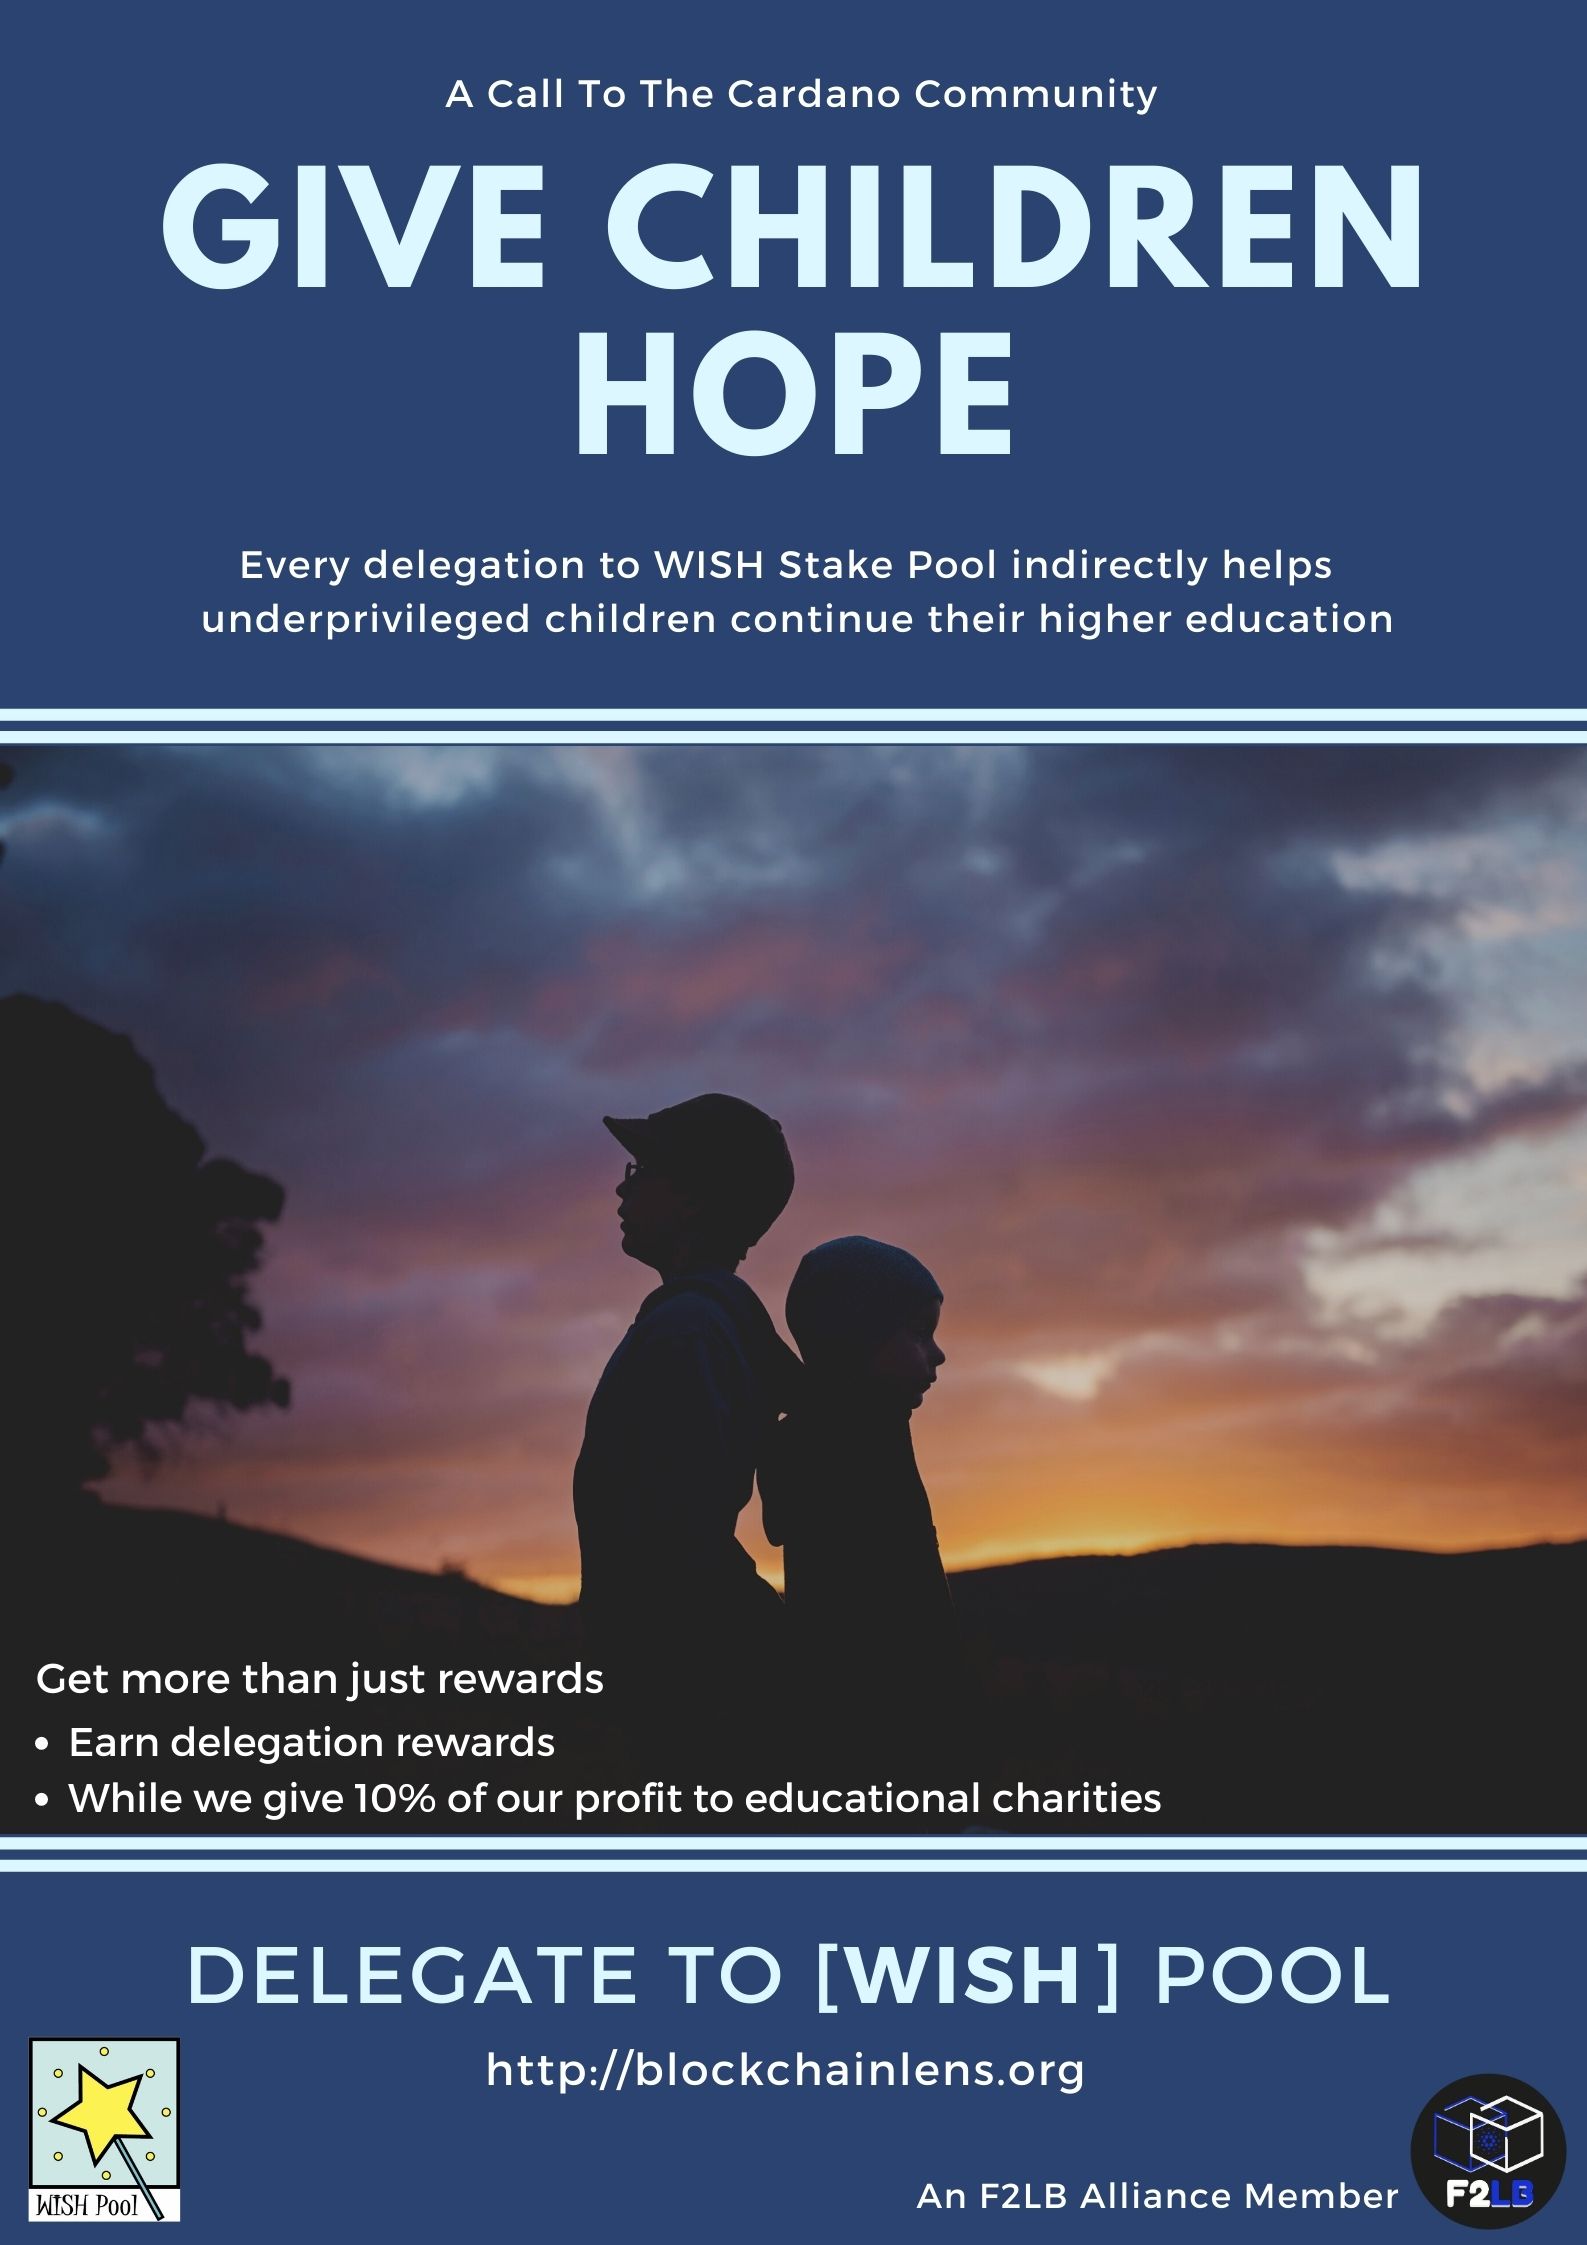 A Call To The Cardano Community
GIVE CHILDREN
HOPE
Every delegation to WISH Stake Pool indirectly helps
underprivileged children continue their higher education
Get more than just rewards
• Earn delegation rewards
• While we give 10% of our profit to educational charities
DELEGATE TO [WISH] POOL
http://blockchainlens.org
WISH Pool
An F2LB Alliance Member
F2LB